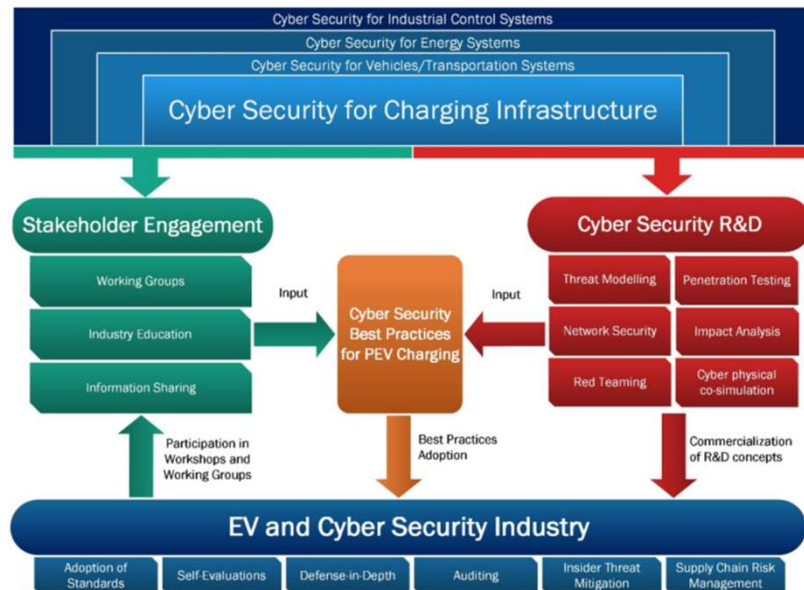 Cyber Security for Industrial Control Systems
Cyber Security for Energy Systems
Cyber Security for Vehicles/Transportation Systems
Cyber Security for Charging Infrastructure
Stakeholder Engagement
Working Groups
Industry Education
Information Sharing
Input
Cyber Security
Best Practices
for PEV Charging
Input
Cyber Security R&D
Threat Modelling
Penetration Testing
Network Security
Impact Analysis
Red Teaming
Cyber physical
co-simulation
Participation in
Workshops and
Working Groups
Best Practices
Adoption
Commercialization
of R&D concepts
EV and Cyber Security Industry
Adoption of
Standards
Self-Evaluations
Defense-in-Depth
Auditing
Insider Threat
Mitigation
Supply Chain Risk
Management